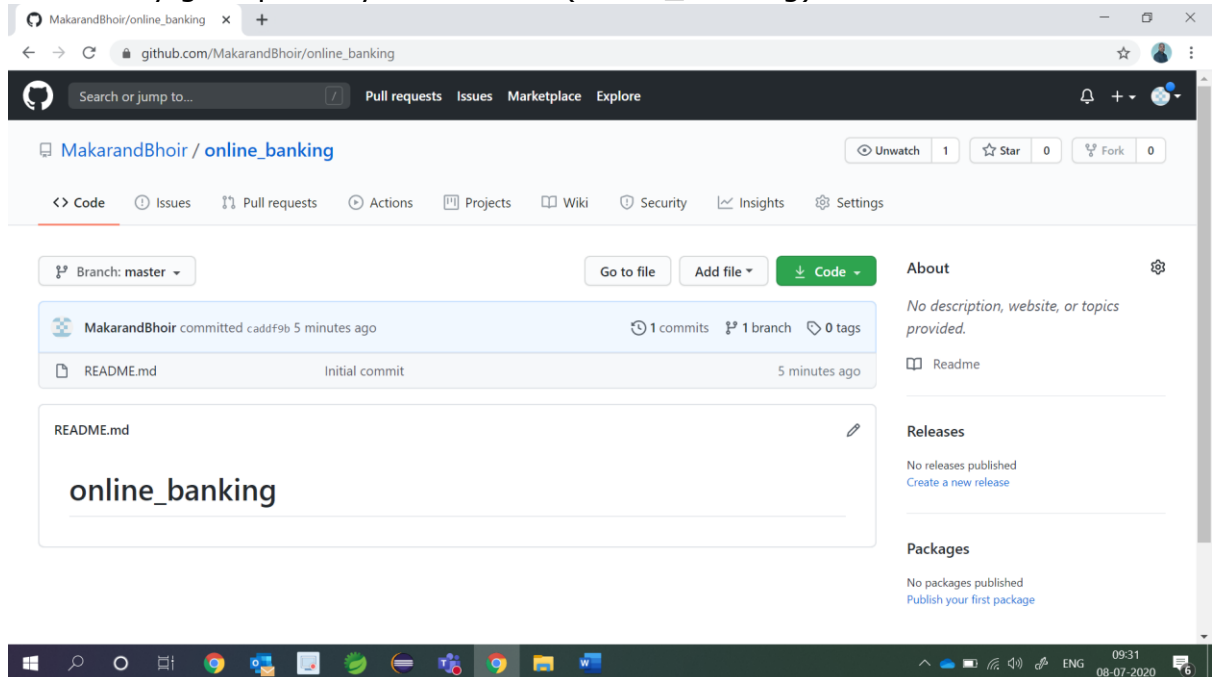 MakarandBhoir/online_banking
github.com/MakarandBhoir/online_banking
Search or jump to... / Pull requests Issues Marketplace Explore
MakarandBhoir / online_banking Unwatch 1 Star 0 Fork 0
<> Code Issues Pull requests Actions Projects Wiki Security Insights Settings
Branch: master Go to file Add file Code
About
MakarandBhoir committed caddf9b 5 minutes ago 1 commits 1 branch 0 tags
No description, website, or topics
provided.
README.md Initial commit 5 minutes ago
Readme
README.md
Releases
No releases published
Create a new release
online_banking
Packages
No packages published
Publish your first package
ENG 09:31
08-07-2020 6